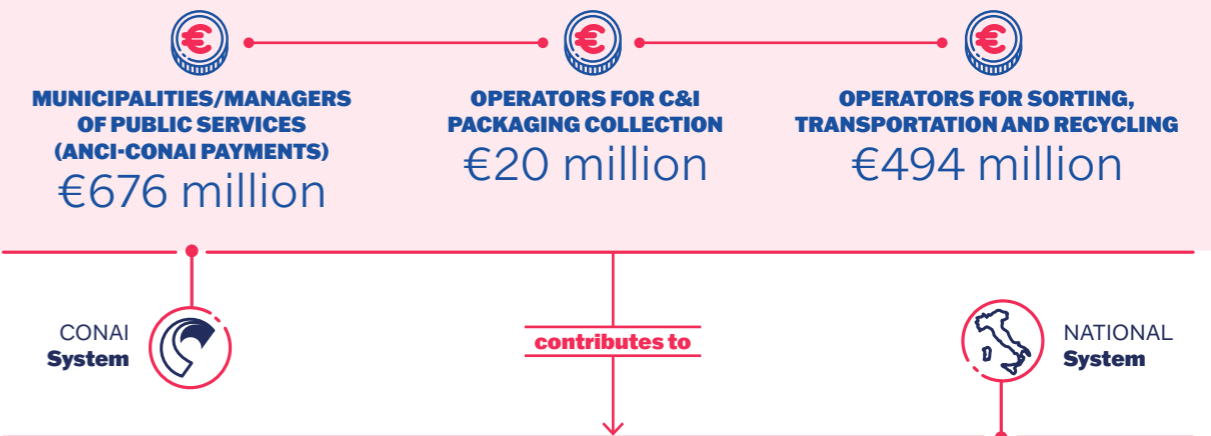 MUNICIPALITIES/MANAGERS
OF PUBLIC SERVICES
(ANCI-CONAI PAYMENTS)
€676 million
OPERATORS FOR C&I
PACKAGING COLLECTION
€20 million
OPERATORS FOR SORTING,
TRANSPORTATION AND RECYCLING
€494 million
CONAI
System
contributes to
NATIONAL
System